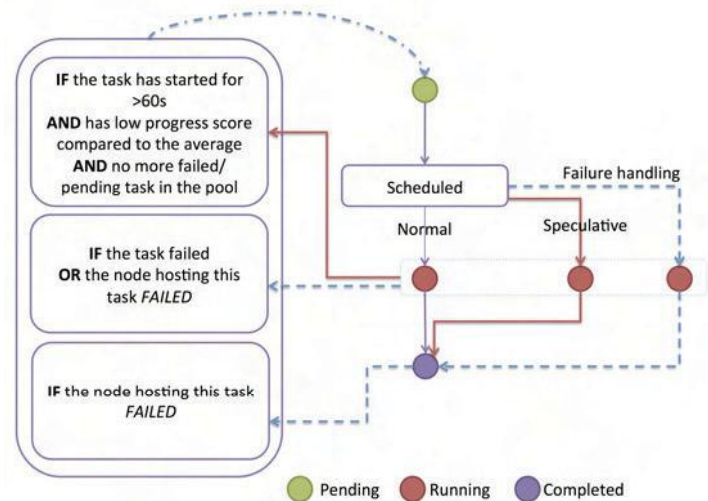 IF the task has started for
>60s
AND has low progress score
compared to the average
AND no more failed/
pending task in the pool
Scheduled
Failure handling
Normal
Speculative
IF the task failed
OR the node hosting this
task FAILED
IF the node hosting this task
FAILED
Pending
Running
Completed